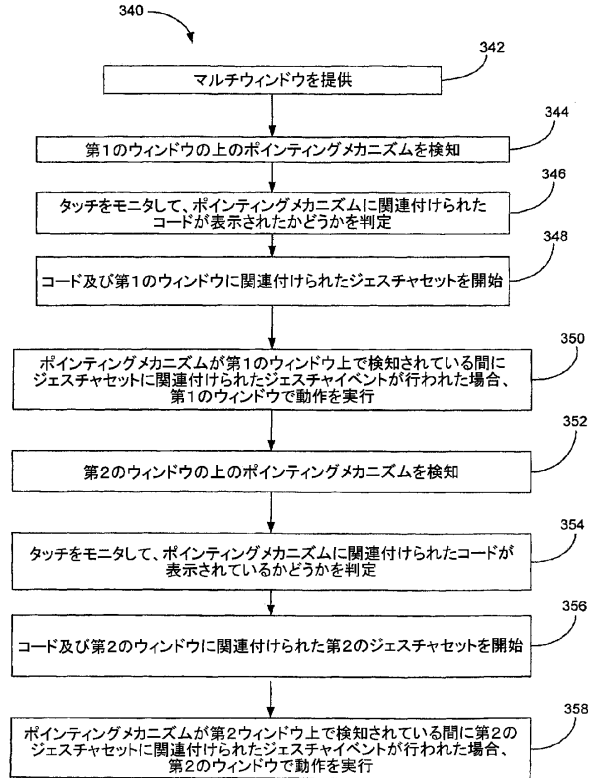 340
342
マルチウィンドウを提供
344
第1のウィンドウの上のポインティングメカニズムを検知
346
タッチをモニタして、ポインティングメカニズムに関連付けられた
コードが表示されたかどうかを判定
348
コード及び第1のウィンドウに関連付けられたジェスチャセットを開始
350
ポインティングメカニズムが第1のウィンドウ上で検知されている間に
ジェスチャセットに関連付けられたジェスチャイベントが行われた場合、
第1のウィンドウで動作を実行
352
第2のウィンドウの上のポインティングメカニズムを検知
354
タッチをモニタして、ポインティングメカニズムに関連付けられたコードが
表示されているかどうかを判定
356
コード及び第2のウィンドウに関連付けられた第2のジェスチャセットを開始
358
ポインティングメカニズムが第2ウィンドウ上で検知されている間に第2の
ジェスチャセットに関連付けられたジェスチャイベントが行われた場合、
第2のウィンドウで動作を実行